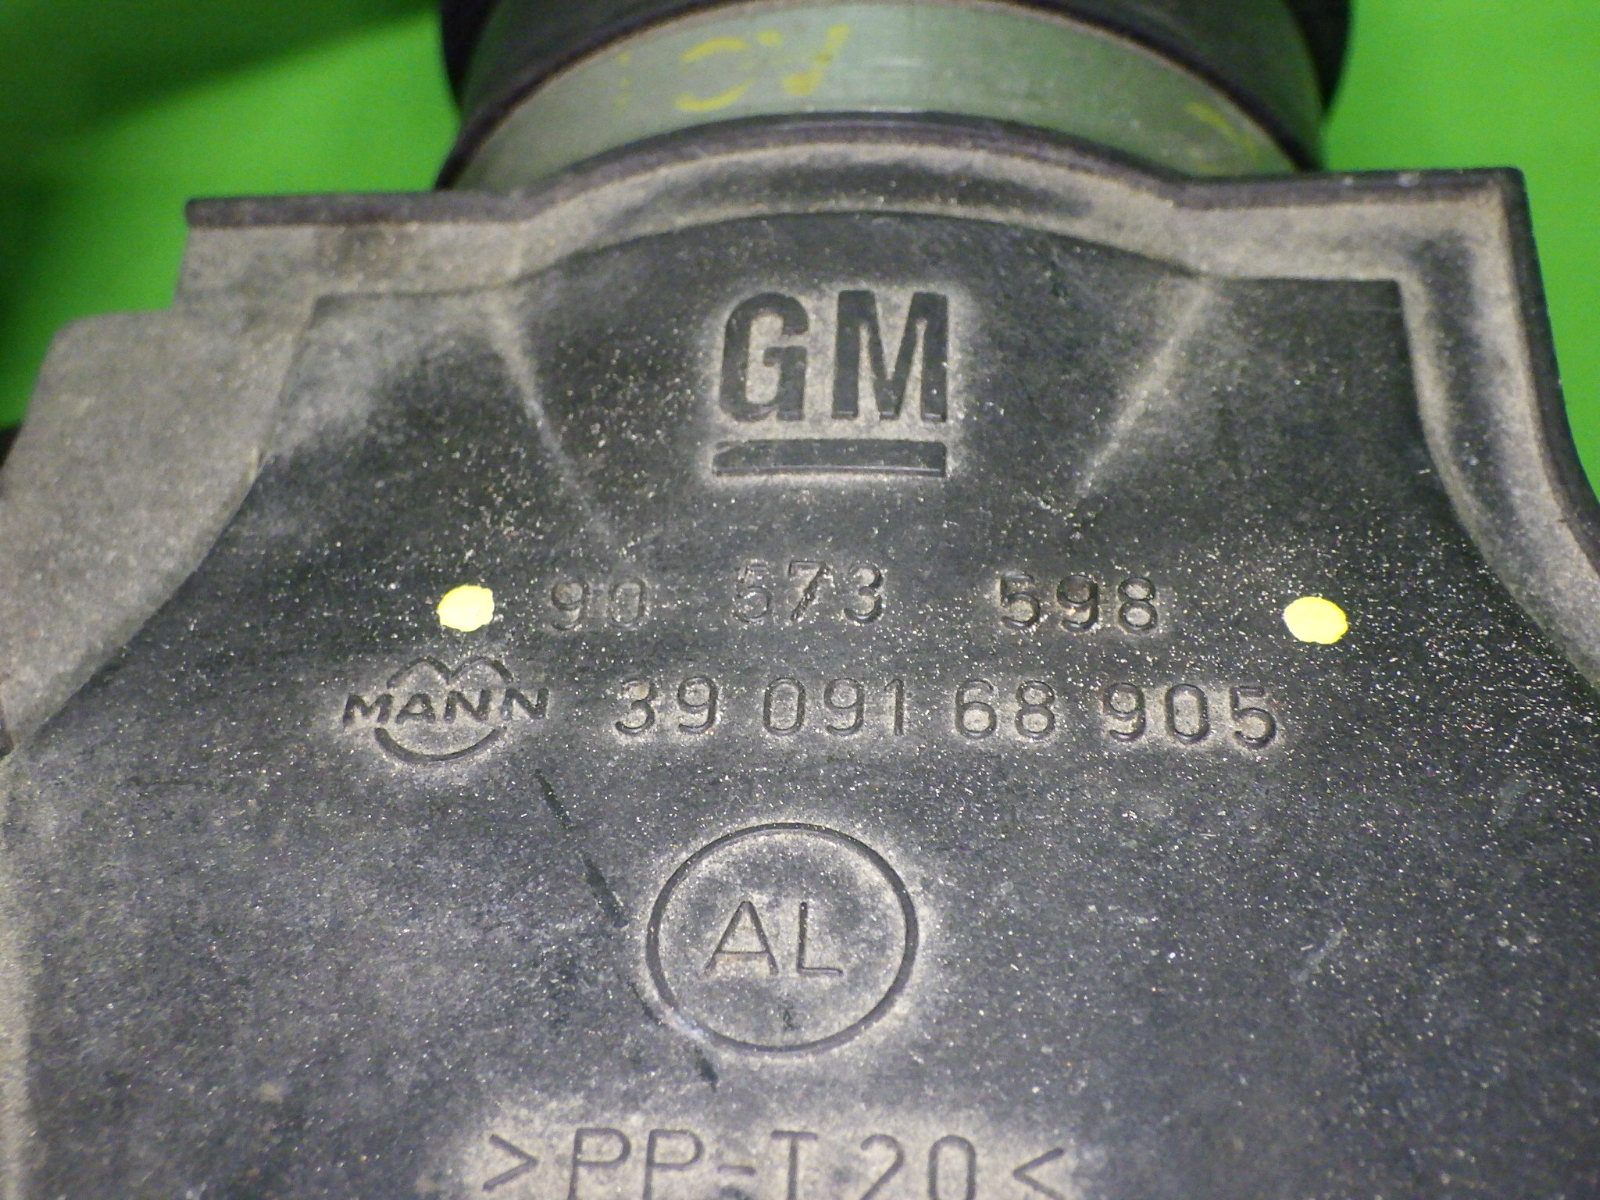 GM
90 573 598
MANN 39 091 68 905
AL
>PP-T20<